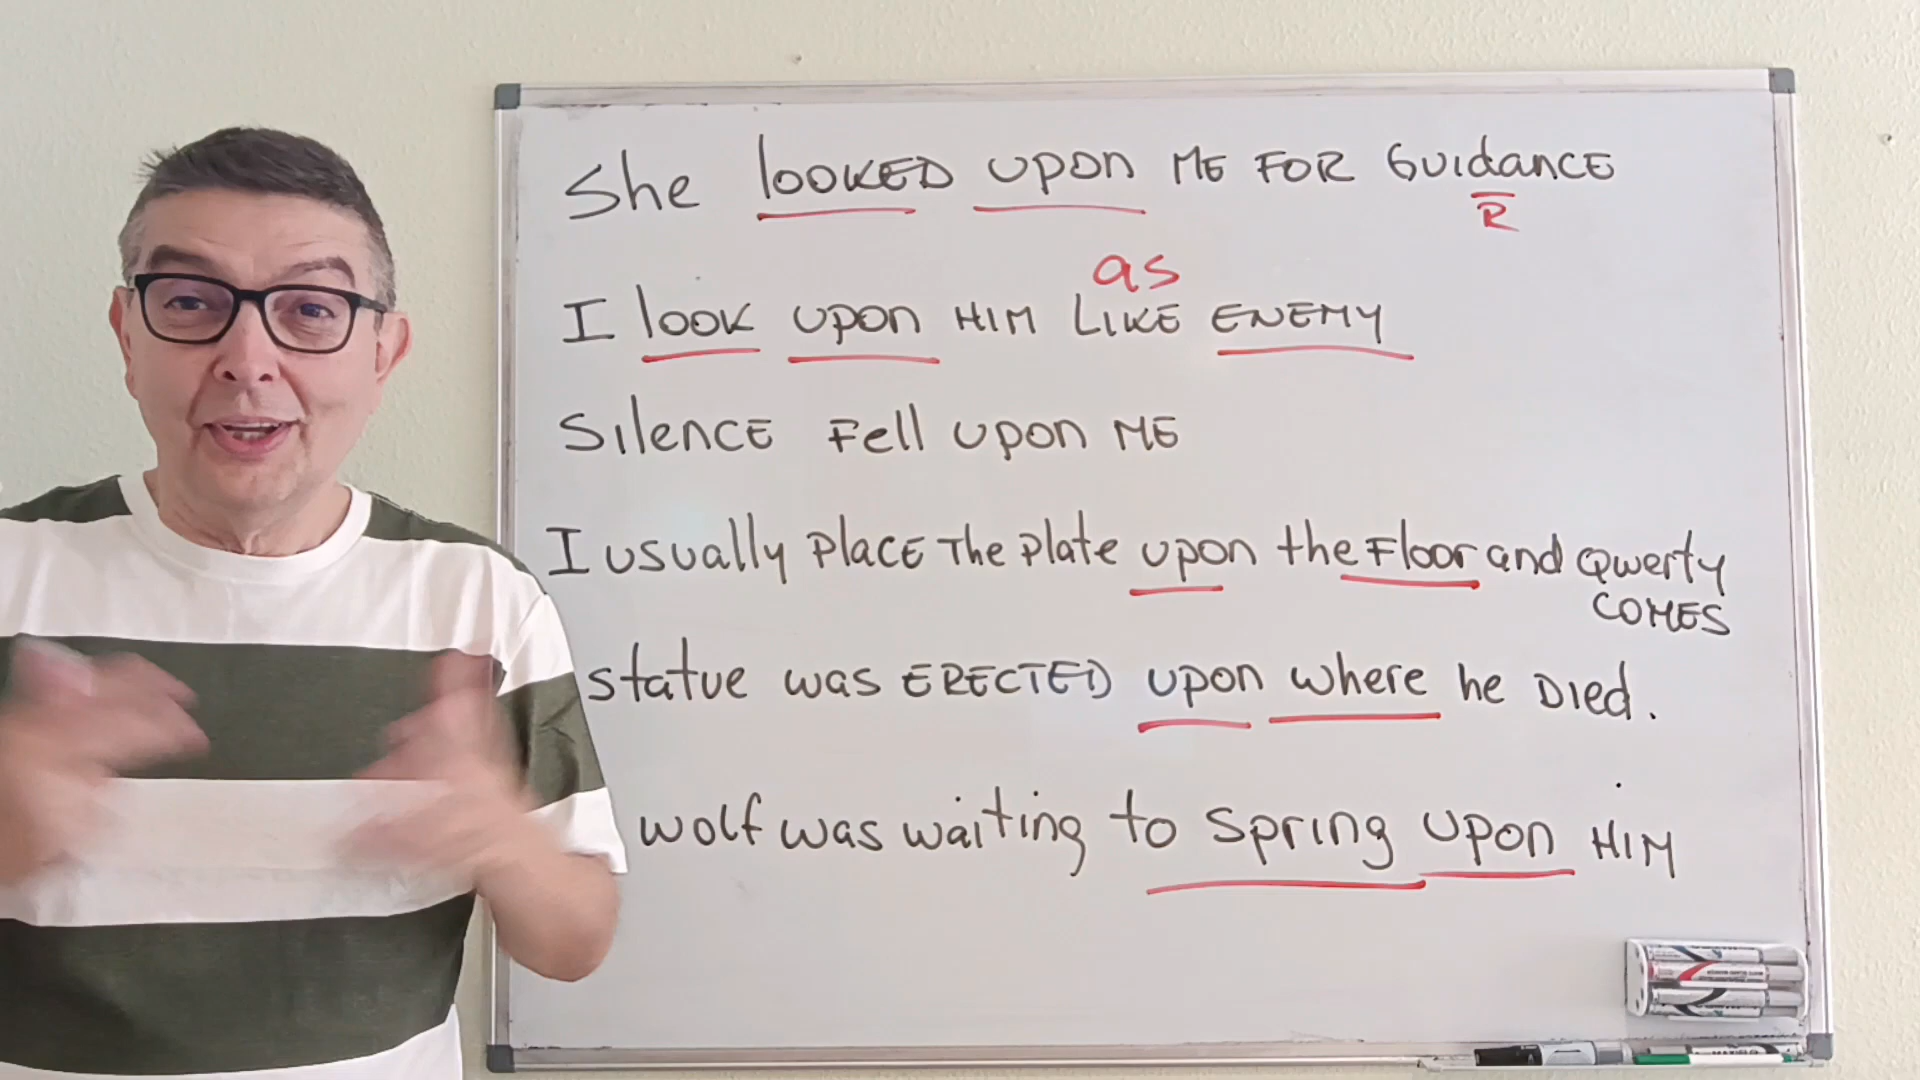 She looked upon ME FOR Guidance
R
as
I look upon HIM LIKE ENEMY
Silence Fell upon ME
I usually place the plate upon the Floor and Qwerty
COMES
statue was ERECTED upon where he Died.
wolf was waiting to spring upon HIM